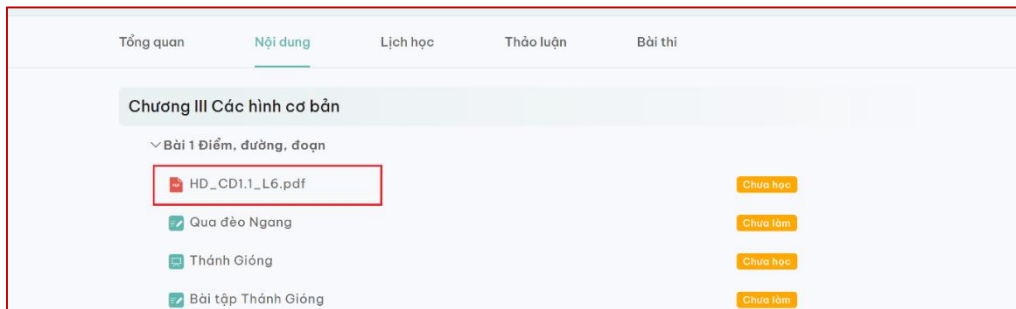 Tổng quan Nội dung Lịch học Thảo luận Bài thi
Chương III Các hình cơ bản
Bài 1 Điểm, đường, đoạn
HD_CD1.1_L6.pdf Chưa học
Qua đèo Ngang Chưa làm
Thánh Gióng Chưa học
Bài tập Thánh Gióng Chưa làm